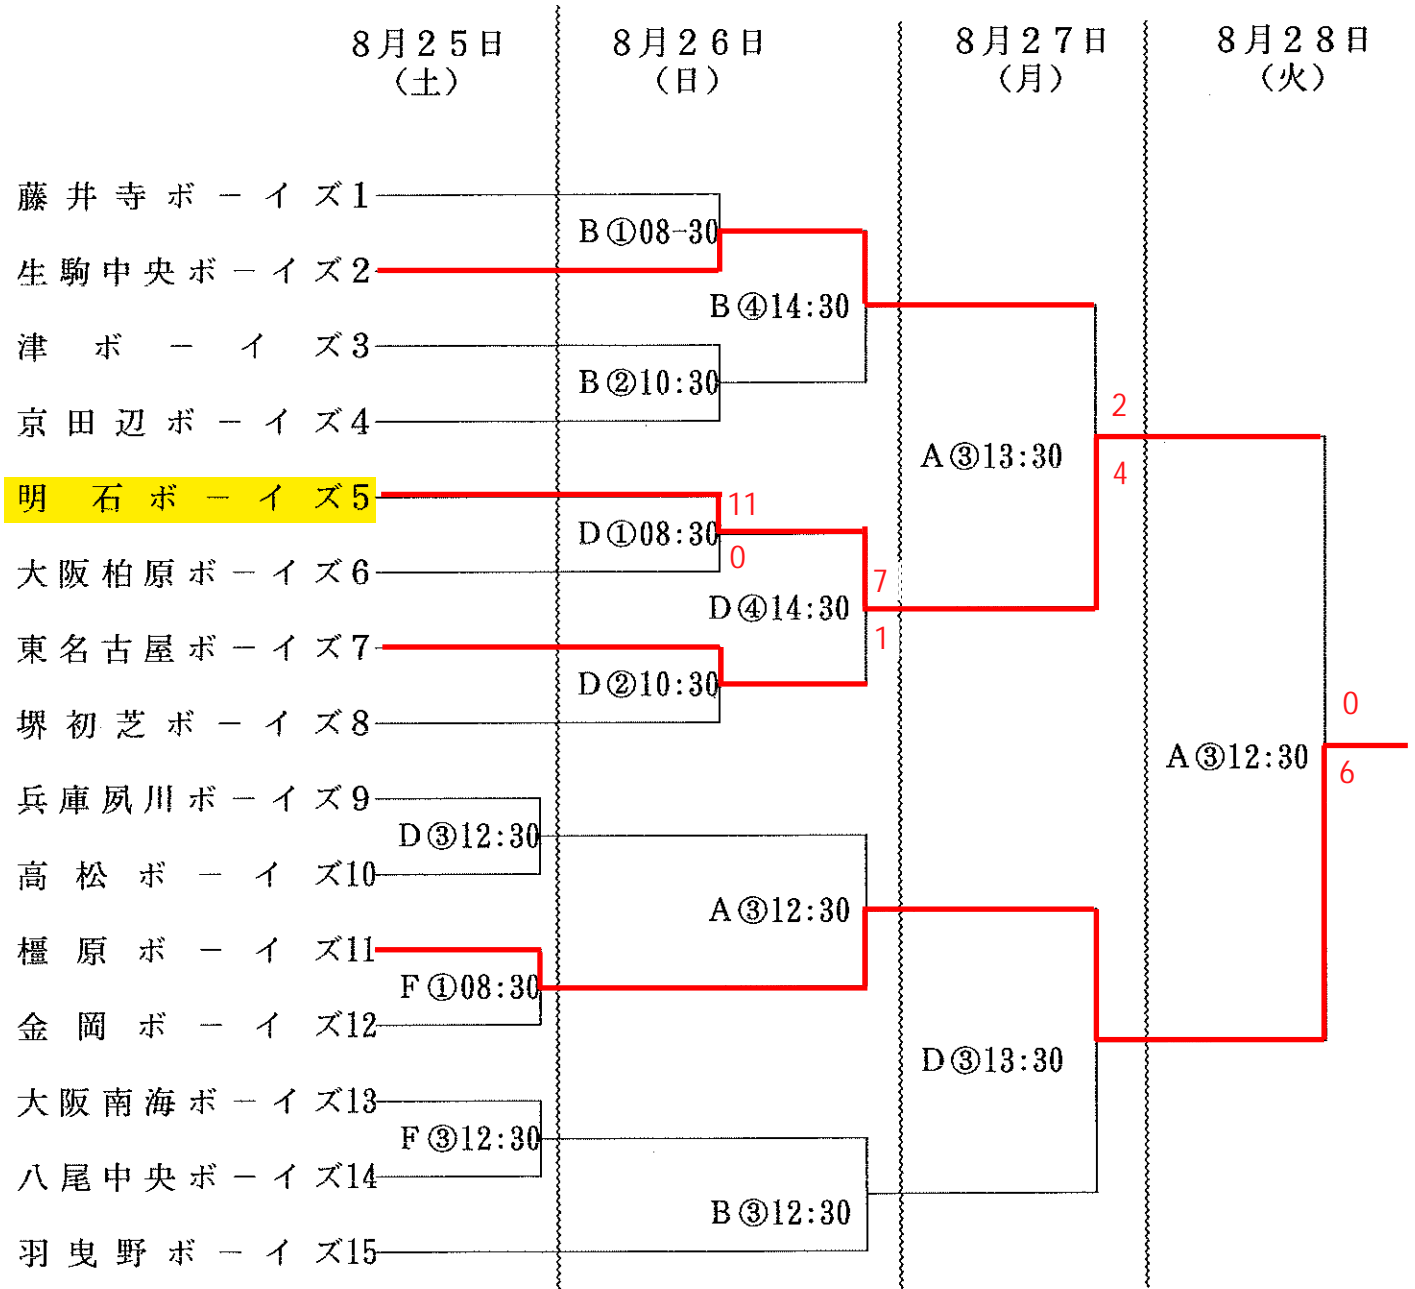 8月25日 8月26日 8月27日 8月28日
（土） （日） （月） （火）
藤井寺ボーイズ1
B①08-30
生駒中央ボーイズ2
B④14:30
津ボーイズ3
B②10:30
京田辺ボーイズ4
2
A③13:30
4
明石ボーイズ5
11
D①08:30
0
大阪柏原ボーイズ6
7
D④14:30
1
東名古屋ボーイズ7
D②10:30
堺初芝ボーイズ8
0
A③12:30
6
兵庫夙川ボーイズ9
D③12:30
高松ボーイズ10
A③12:30
橿原ボーイズ11
F①08:30
金岡ボーイズ12
D③13:30
大阪南海ボーイズ13
F③12:30
八尾中央ボーイズ14
B③12:30
羽曳野ボーイズ15